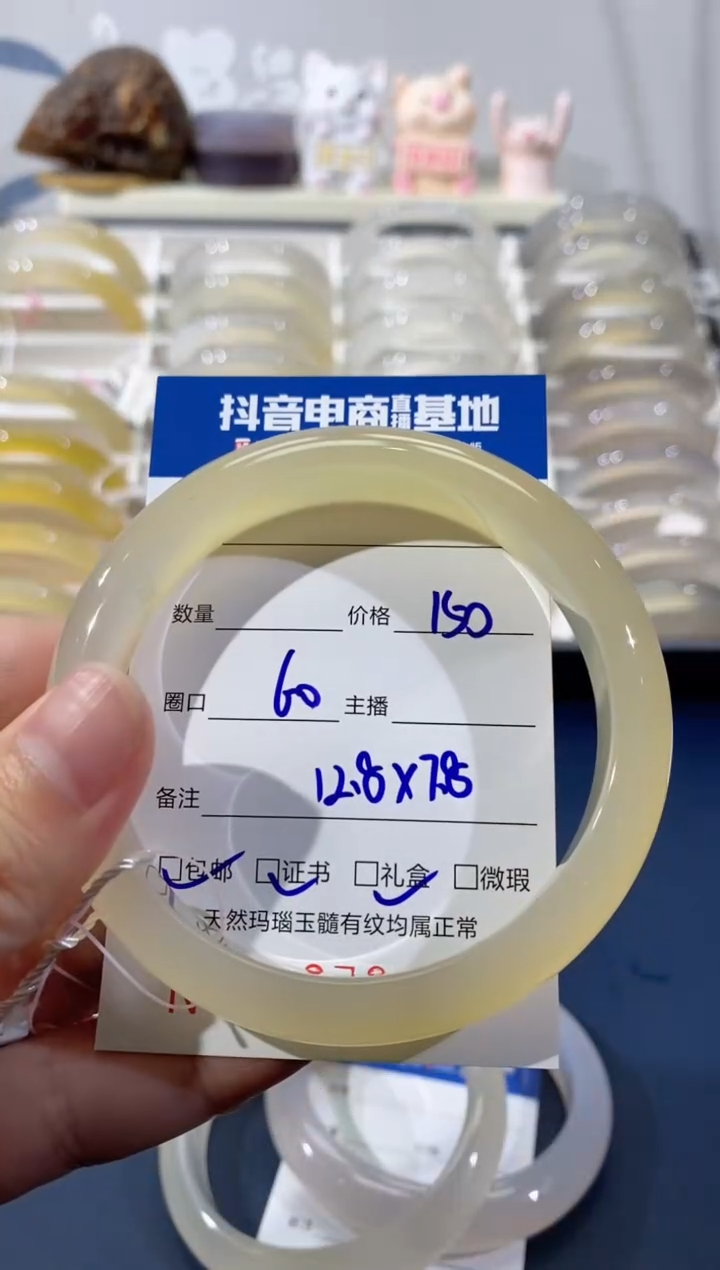 抖音电商直播基地
数量 价格 150
圈口 60 主播
备注 12.8X7.8
□包邮 □证书 □礼盒 □微瑕
天然玛瑙玉髓有纹均属正常